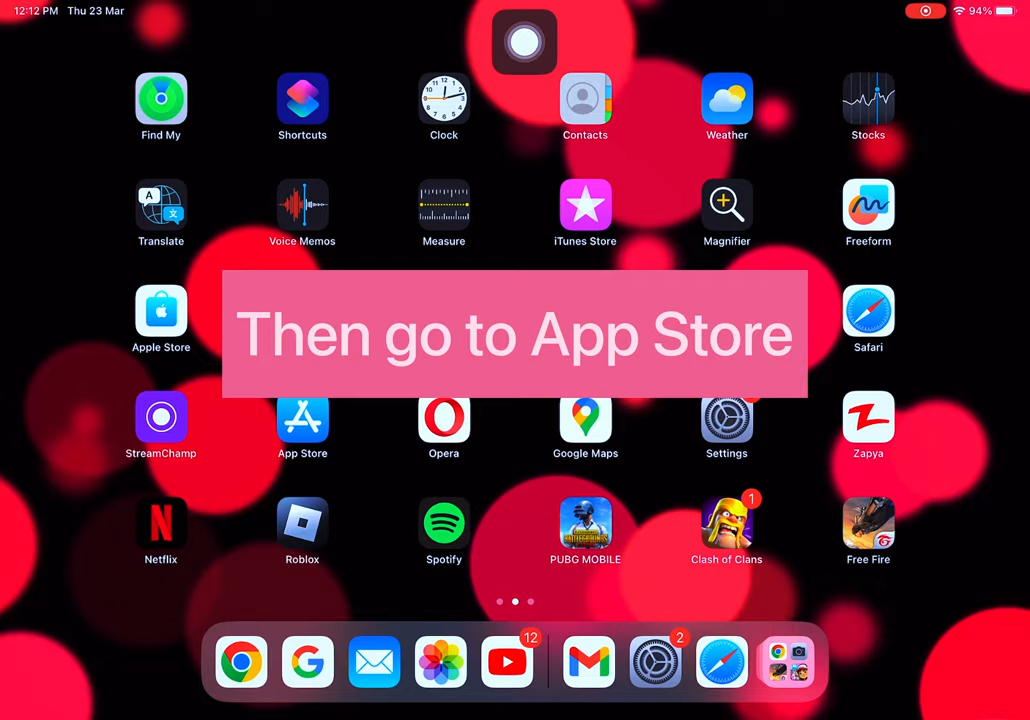 12:12 PM Thu 23 Mar
94%
Find My
Shortcuts
Clock
Contacts
Weather
Stocks
Translate
Voice Memos
Measure
iTunes Store
Magnifier
Freeform
Apple Store
Then go to App Store
Safari
StreamChamp
App Store
Opera
Google Maps
Settings
Zapya
1
Netflix
Roblox
Spotify
PUBG MOBILE
Clash of Clans
Free Fire
12
2